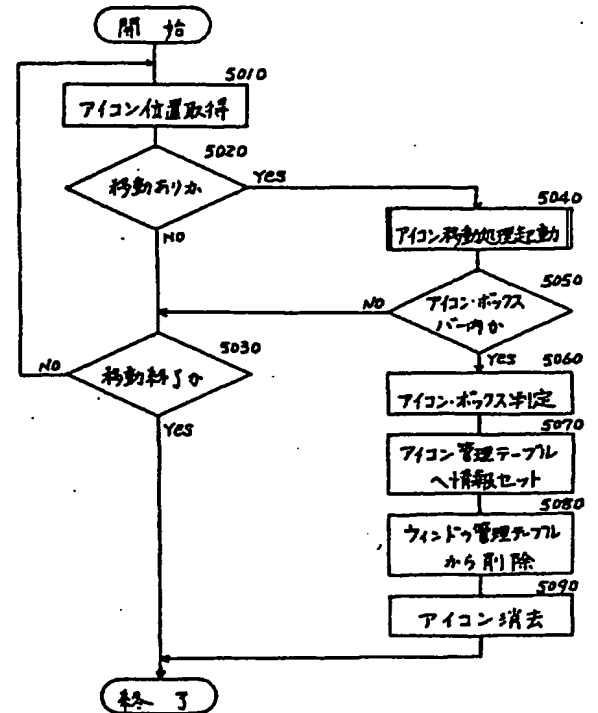 開始
5010
アイコン位置取得
5020
移動ありか
Yes
NO
5040
アイコン移動処理起動
5050
アイコン・ボックス
バー内か
NO
Yes
5030
移動終了か
NO
Yes
5060
アイコン・ボックス判定
5070
アイコン管理テーブル
へ情報セット
5080
ウィンドウ管理テーブル
から削除
5090
アイコン消去
終了